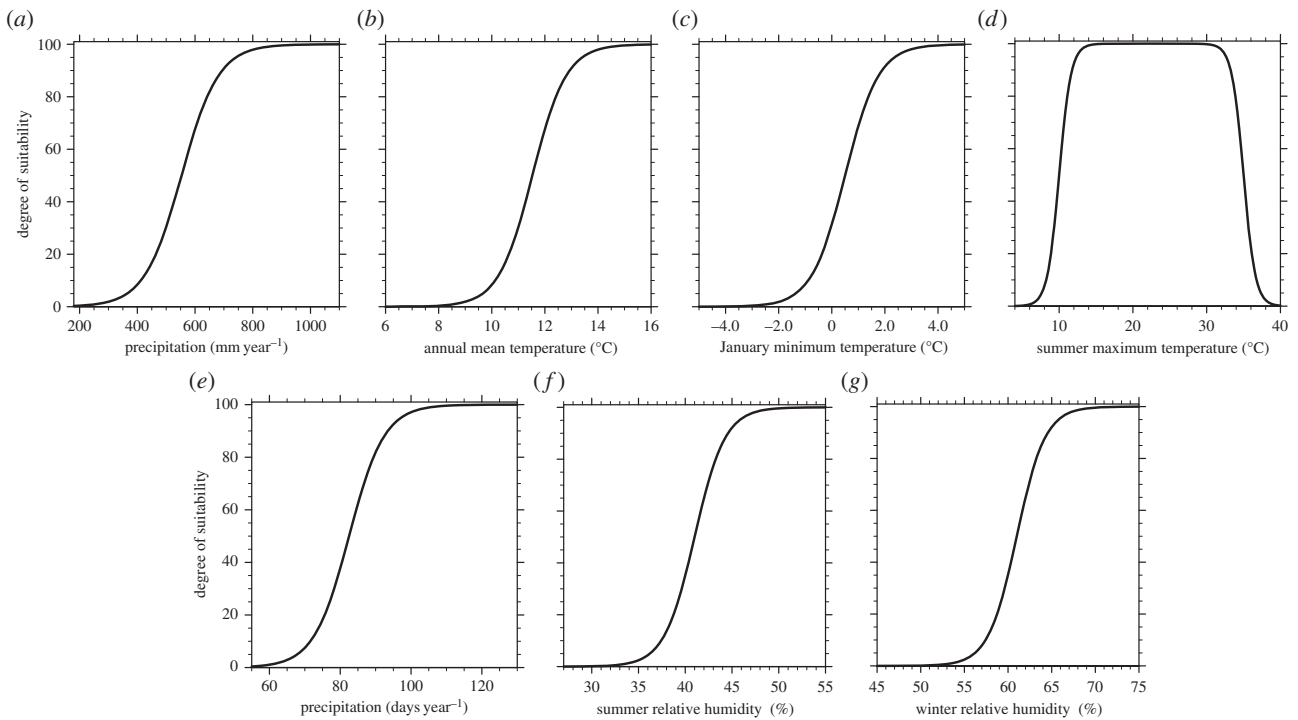 (a) (b) (c) (d)
100
80
60
40
20
0
degree of suitability
200 400 600 800 1000
6 8 10 12 14 16
–4.0 –2.0 0 2.0 4.0
10 20 30 40
precipitation (mm year–1)
annual mean temperature (°C)
January minimum temperature (°C)
summer maximum temperature (°C)
(e) (f) (g)
100
80
60
40
20
0
degree of suitability
60 80 100 120
30 35 40 45 50 55
45 50 55 60 65 70 75
precipitation (days year–1)
summer relative humidity (%)
winter relative humidity (%)